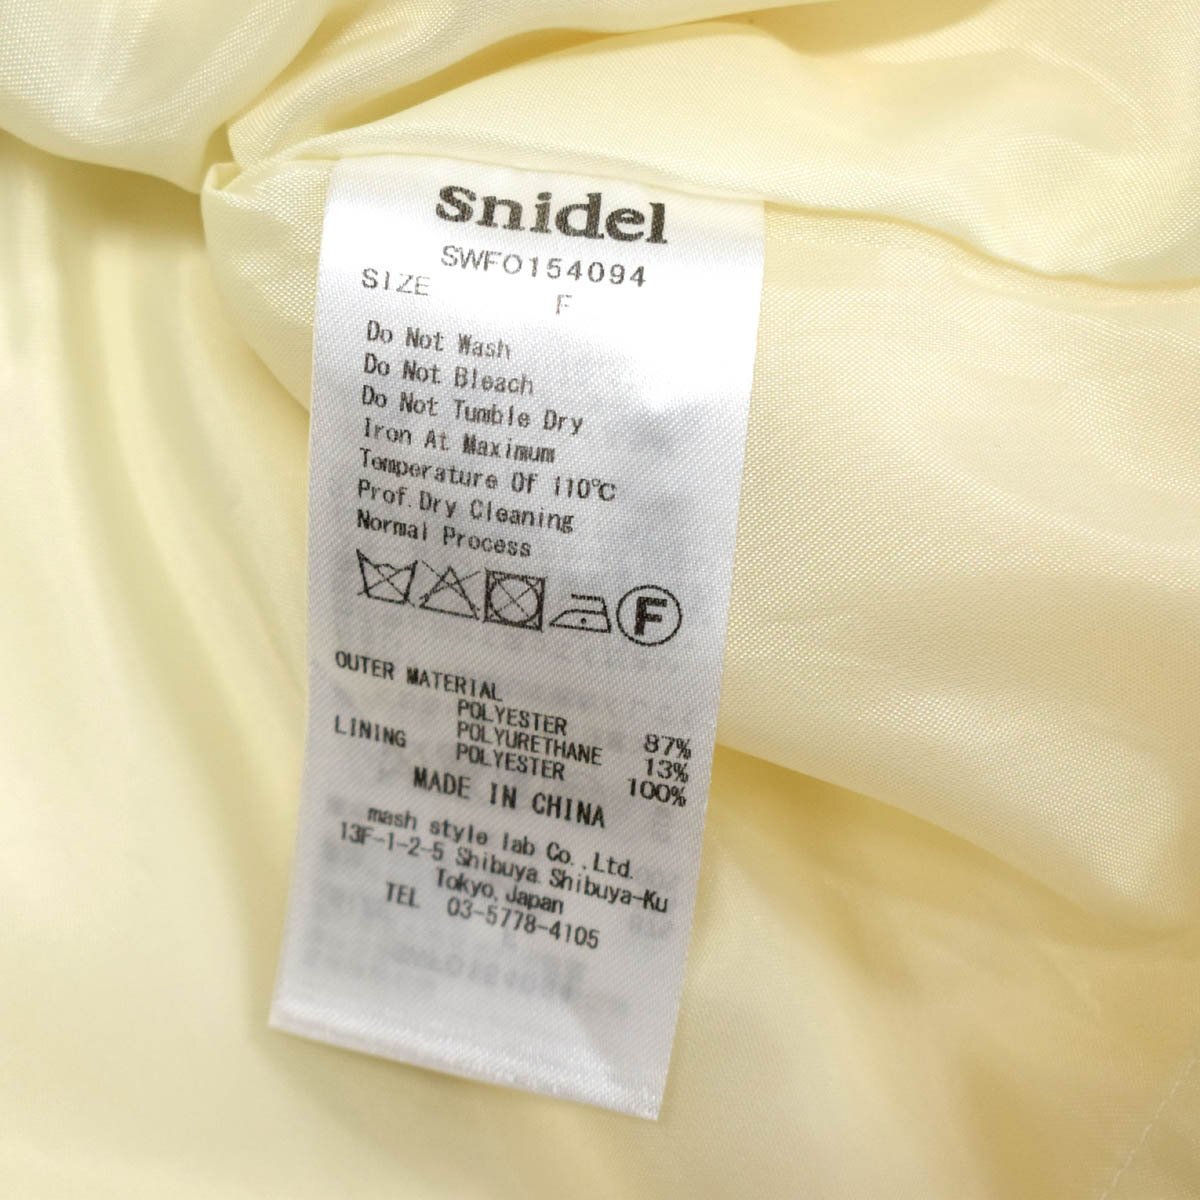 snidel
SWFO154094
SIZE F
Do Not Wash
Do Not Bleach
Do Not Tumble Dry
Iron At Maximum
Temperature Of 110℃
Prof.Dry Cleaning
Normal Process
F
OUTER MATERIAL
POLYESTER 87%
POLYURETHANE 13%
LINING POLYESTER 100%
MADE IN CHINA
mash style lab Co.,Ltd.
13F-1-2-5 Shibuya Shibuya-Ku
Tokyo, Japan
TEL 03-5778-4105